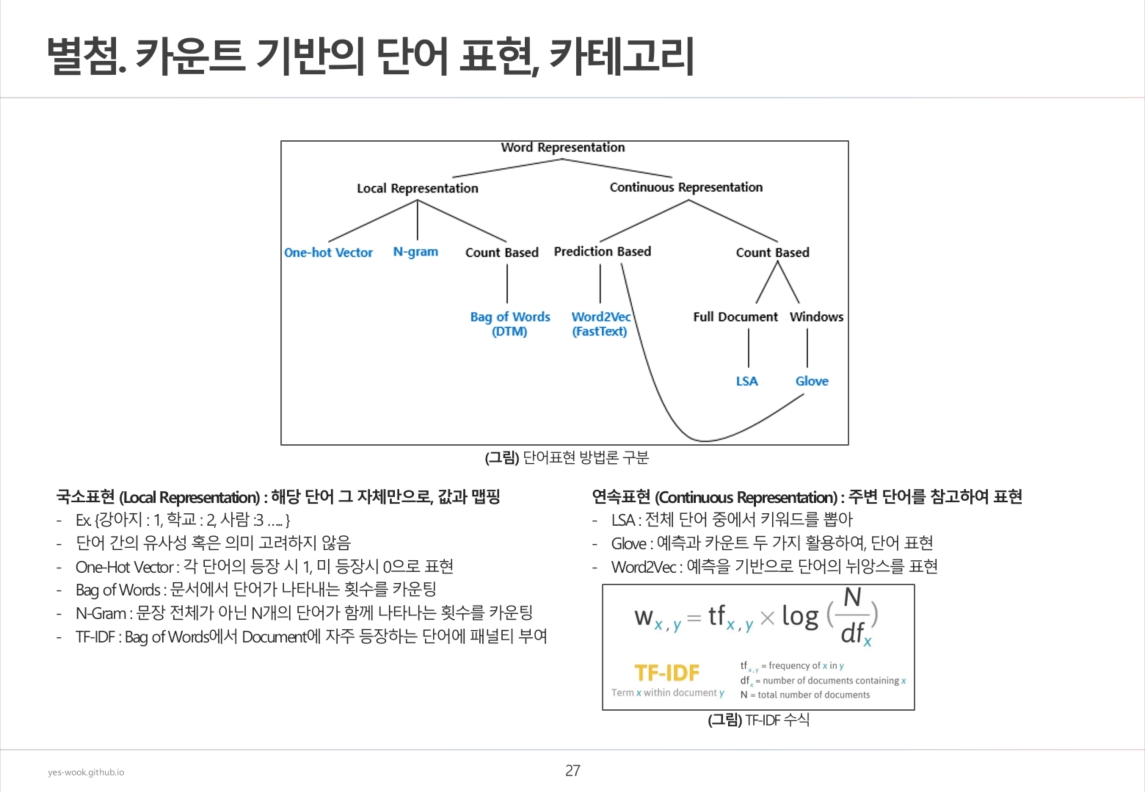 별첨. 카운트 기반의 단어 표현, 카테고리
Word Representation
Local Representation
Continuous Representation
One-hot Vector
N-gram
Count Based
Prediction Based
Count Based
Bag of Words
(DTM)
Word2Vec
(FastText)
Full Document
Windows
LSA
Glove
(그림) 단어표현 방법론 구분
국소표현 (Local Representation) : 해당 단어 그 자체만으로, 값과 맵핑
- Ex. {강아지 : 1, 학교 : 2, 사람 :3 .... }
- 단어 간의 유사성 혹은 의미 고려하지 않음
- One-Hot Vector : 각 단어의 등장 시 1, 미 등장시 0으로 표현
- Bag of Words : 문서에서 단어가 나타내는 횟수를 카운팅
- N-Gram : 문장 전체가 아닌 N개의 단어가 함께 나타나는 횟수를 카운팅
- TF-IDF : Bag of Words에서 Document에 자주 등장하는 단어에 패널티 부여
연속표현 (Continuous Representation) : 주변 단어를 참고하여 표현
- LSA : 전체 단어 중에서 키워드를 뽑아
- Glove : 예측과 카운트 두 가지 활용하여, 단어 표현
- Word2Vec : 예측을 기반으로 단어의 뉘앙스를 표현
w x, y = tf x, y × log ( N / df x )
TF-IDF
Term x within document y
tf x, y = frequency of x in y
df x = number of documents containing x
N = total number of documents
(그림) TF-IDF 수식
yes-wook.github.io
27